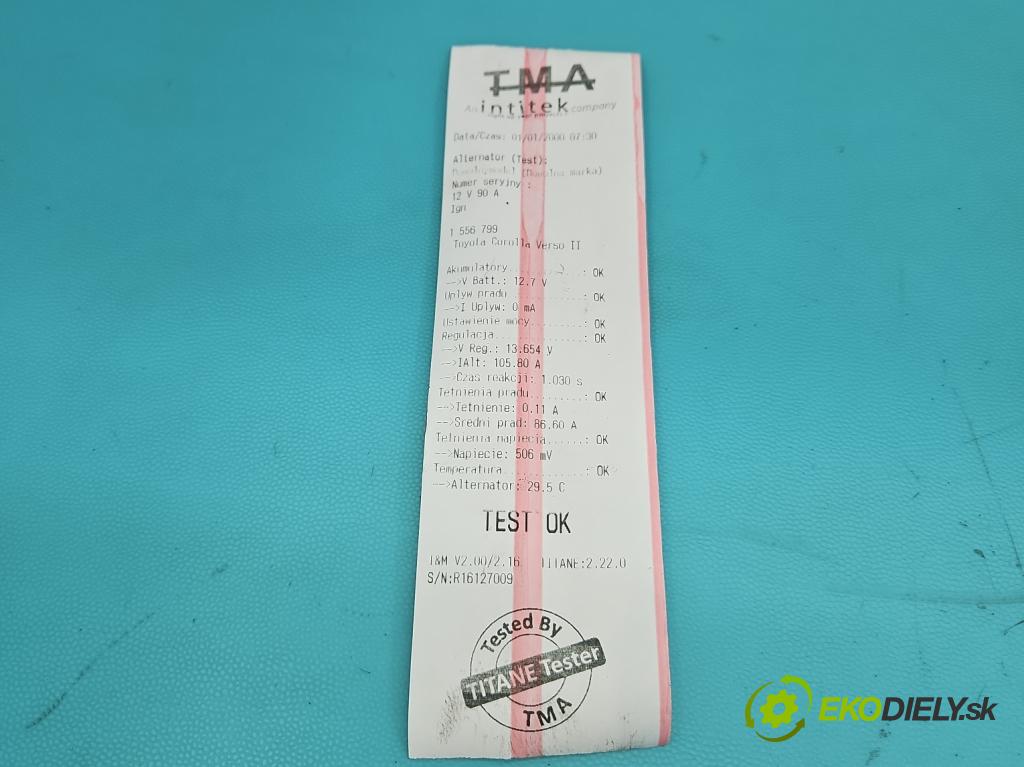 TMA
An intitek company
Data/Czas: 01/01/2000 07:30
Alternator (Test):
(Dowolna marka)
Numer seryjny :
12 V 90 A
Ign
1 556 799
Toyota Corolla Verso II
Akumulatory..........: OK
-->V Batt.: 12.7 V
Uplyw pradu..........: OK
-->I Uplyw: 0 mA
Ustawienie mocy........: OK
Regulacja.............: OK
-->V Reg.: 13.654 V
-->IAlt: 105.80 A
-->Czas reakcji: 1.030 s
Tetnienia pradu........: OK
-->Tetnienie: 0.11 A
-->Sredni prad: 86.60 A
Tetnienia napiecia......: OK
-->Napiecie: 506 mV
Temperatura............: OK
-->Alternator: 29.5 C
TEST OK
I&M V2.00/2.16 TITANE:2.22.0
S/N:R16127009
Tested By
TITANE Tester
TMA
EKODIELY.sk